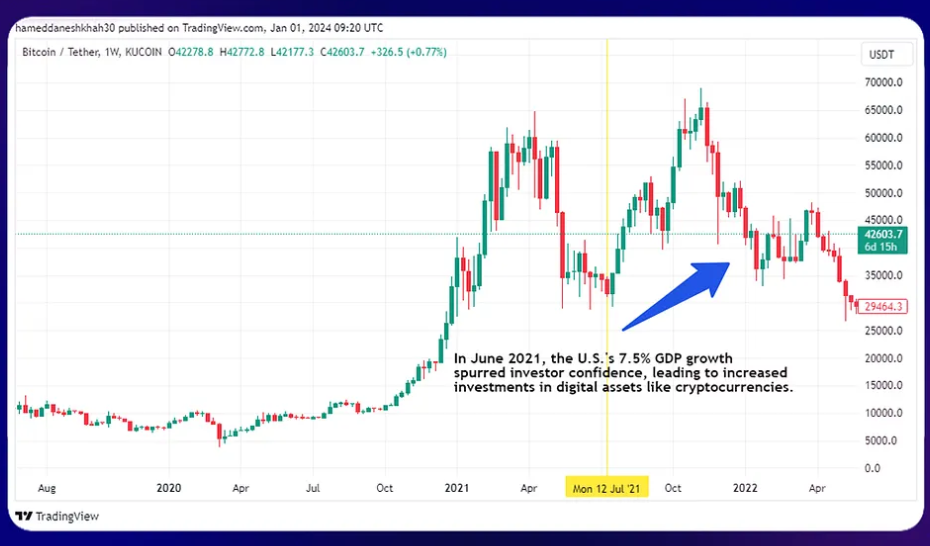 hameddaneshkhah30 published on TradingView.com, Jan 01, 2024 09:20 UTC
Bitcoin / Tether, 1W, KUCOIN O42278.8 H42772.8 L42177.3 C42603.7 +326.5 (+0.77%)
USDT
70000.0
65000.0
60000.0
55000.0
50000.0
45000.0
42603.7
6d 15h
35000.0
29464.3
25000.0
20000.0
15000.0
10000.0
5000.0
0.0
In June 2021, the U.S.'s 7.5% GDP growth
spurred investor confidence, leading to increased
investments in digital assets like cryptocurrencies.
Aug 2020 Apr Jul Oct 2021 Apr Mon 12 Jul '21 Oct 2022 Apr
TradingView